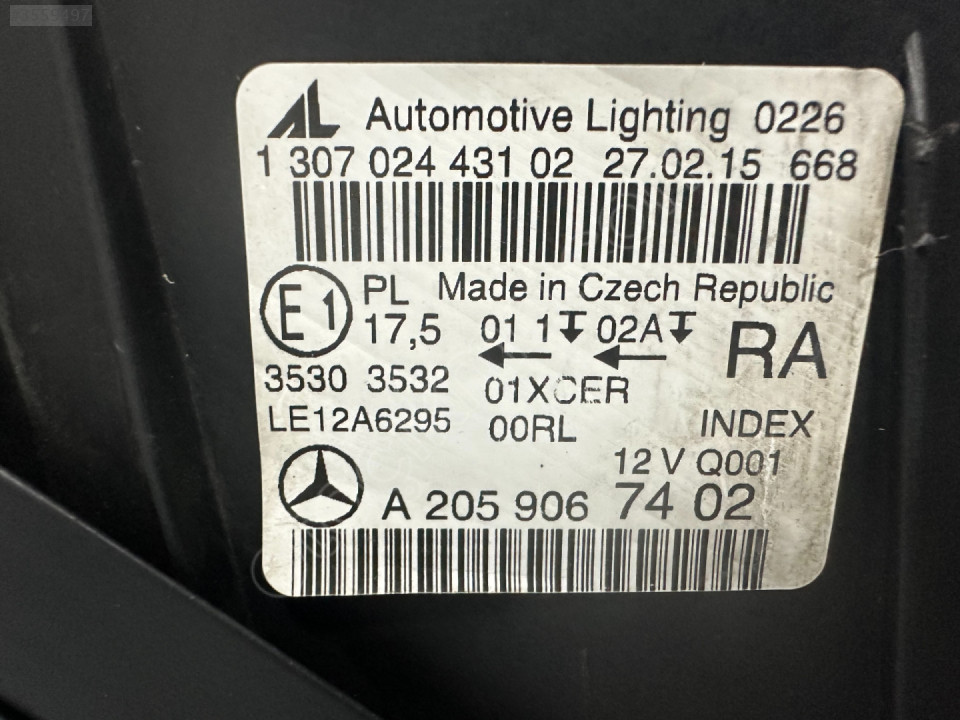 Automotive Lighting 0226
1 307 024 431 02 27.02.15 668
E1 PL Made in Czech Republic
17,5 01 1 02A RA
3530 3532 01XCER
LE12A6295 00RL INDEX
12 V Q001
A 205 906 74 02